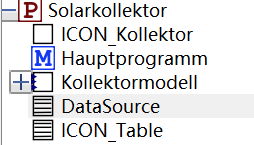 P Solarkollektor
ICON_Kollektor
M Hauptprogramm
Kollektormodell
DataSource
ICON_Table